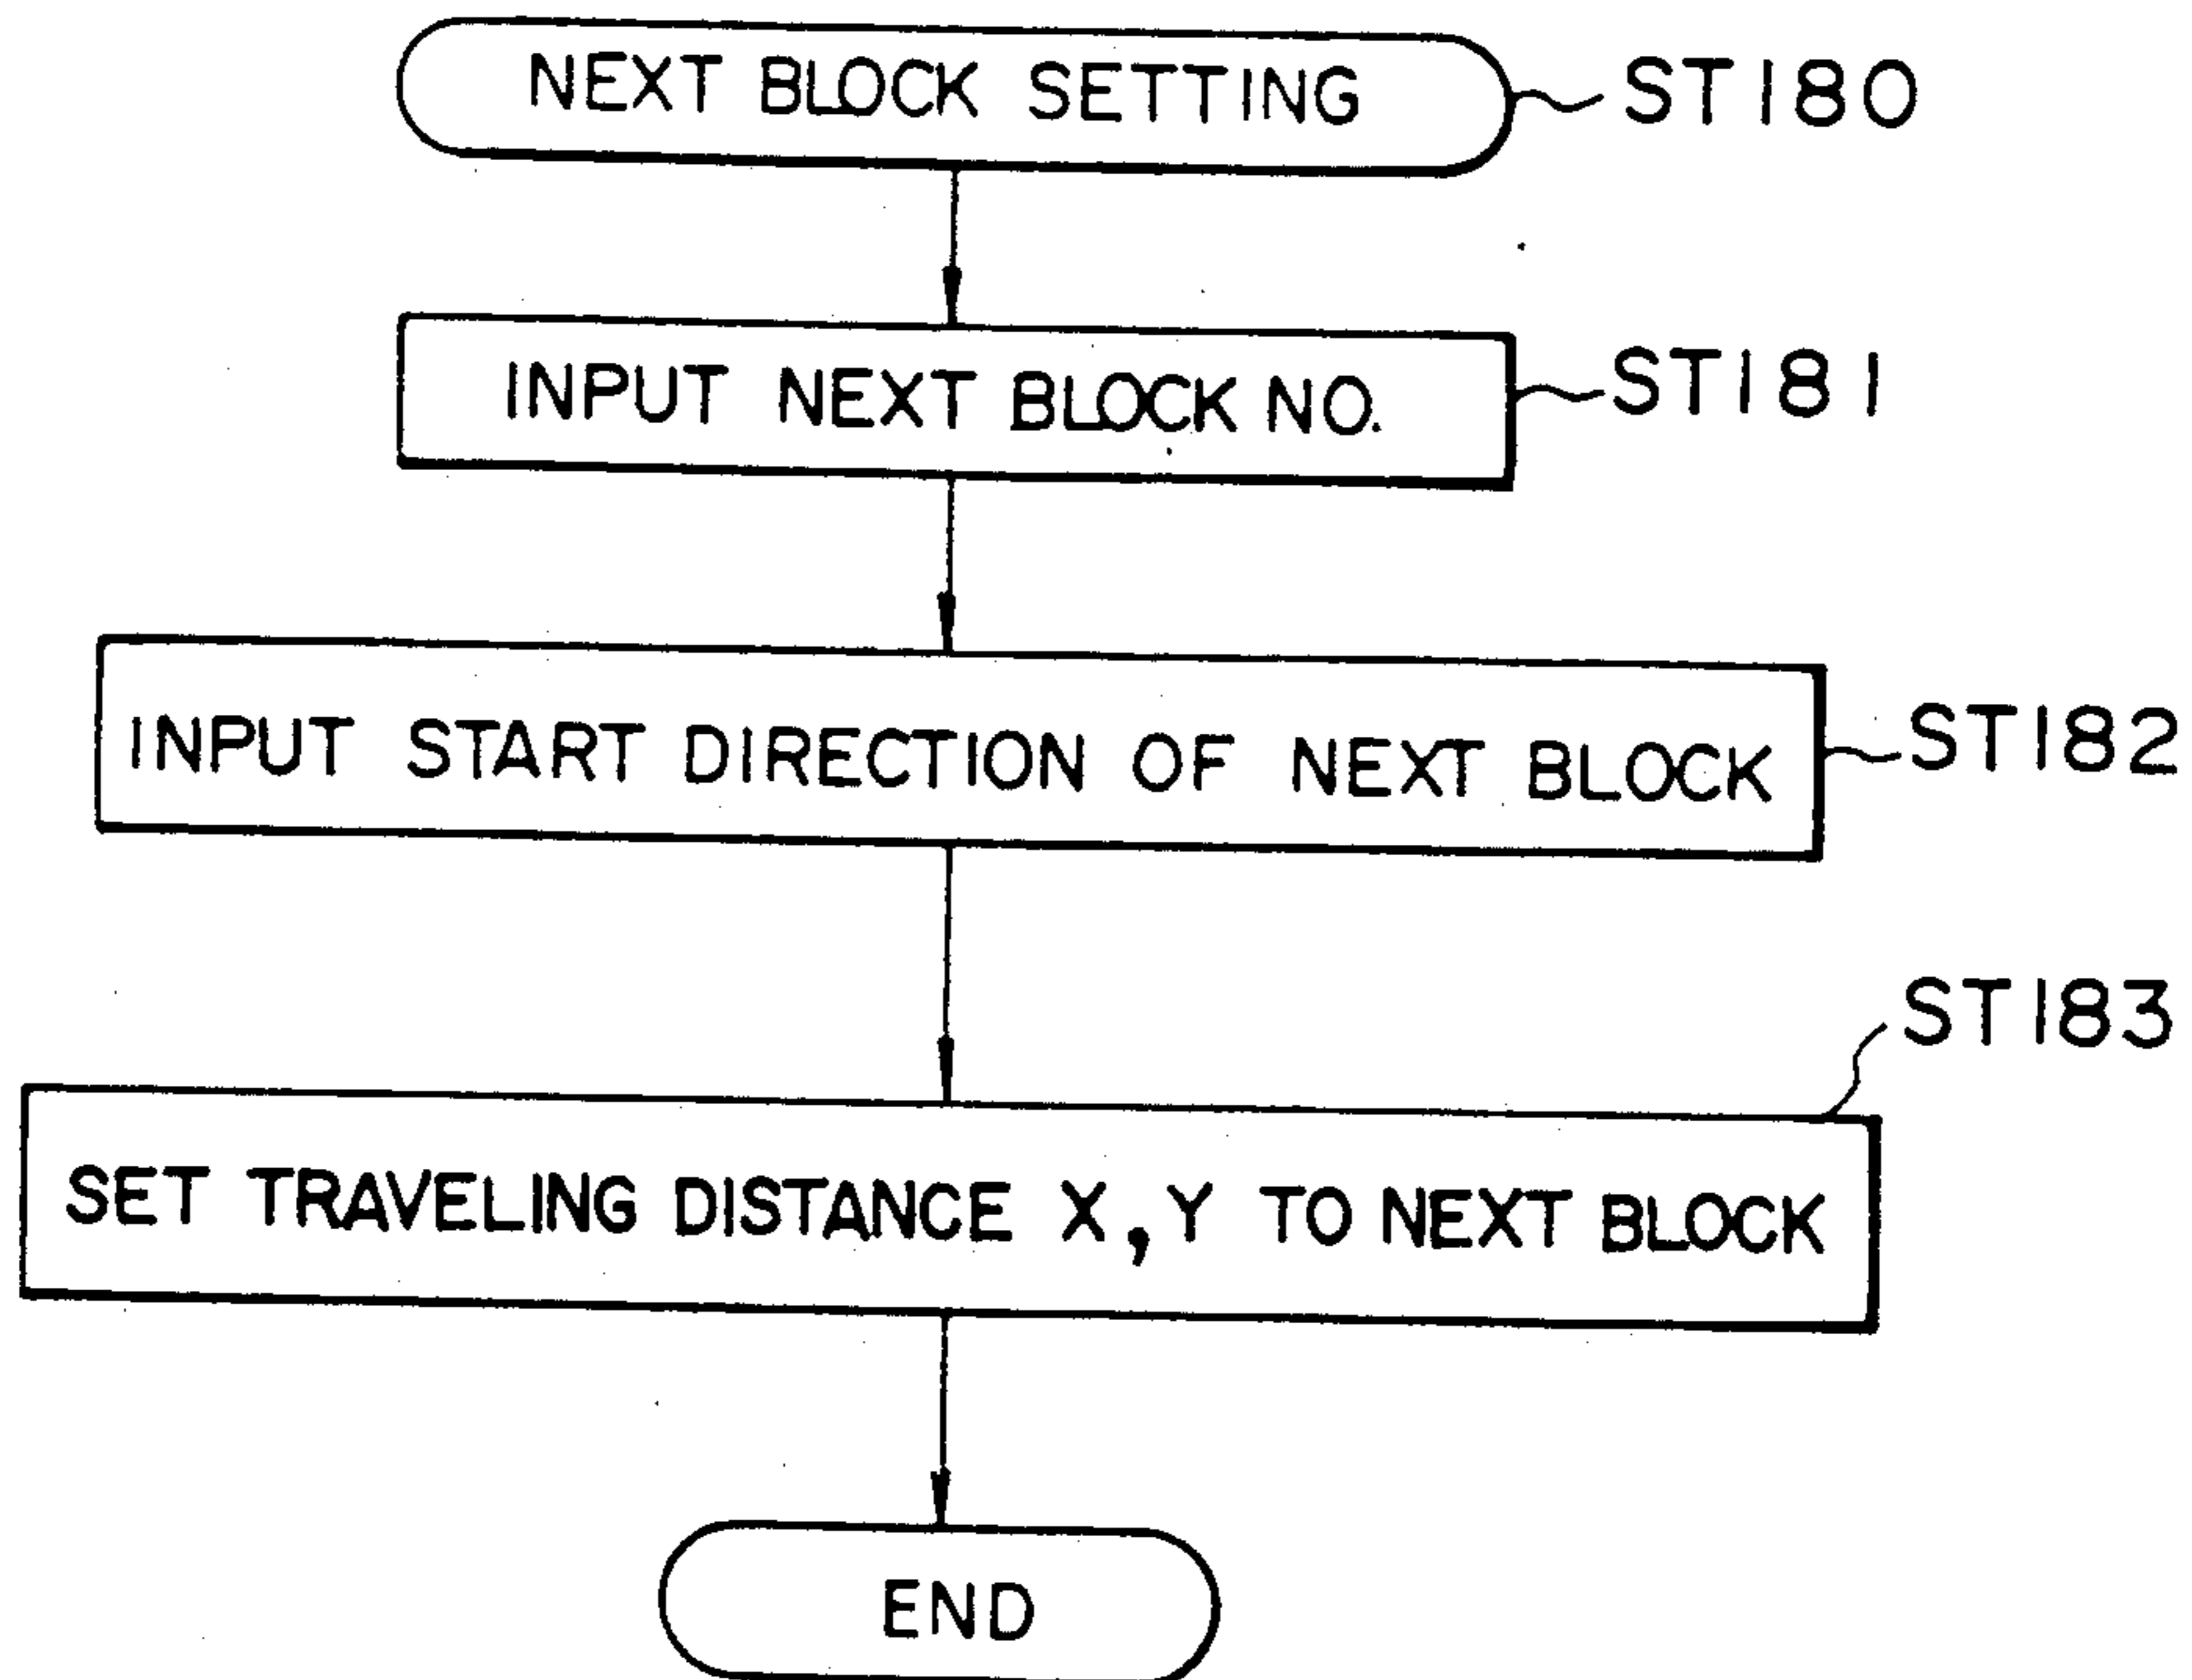 NEXT BLOCK SETTING
ST180
INPUT NEXT BLOCK NO.
ST181
INPUT START DIRECTION OF NEXT BLOCK
ST182
ST183
SET TRAVELING DISTANCE X, Y TO NEXT BLOCK
END